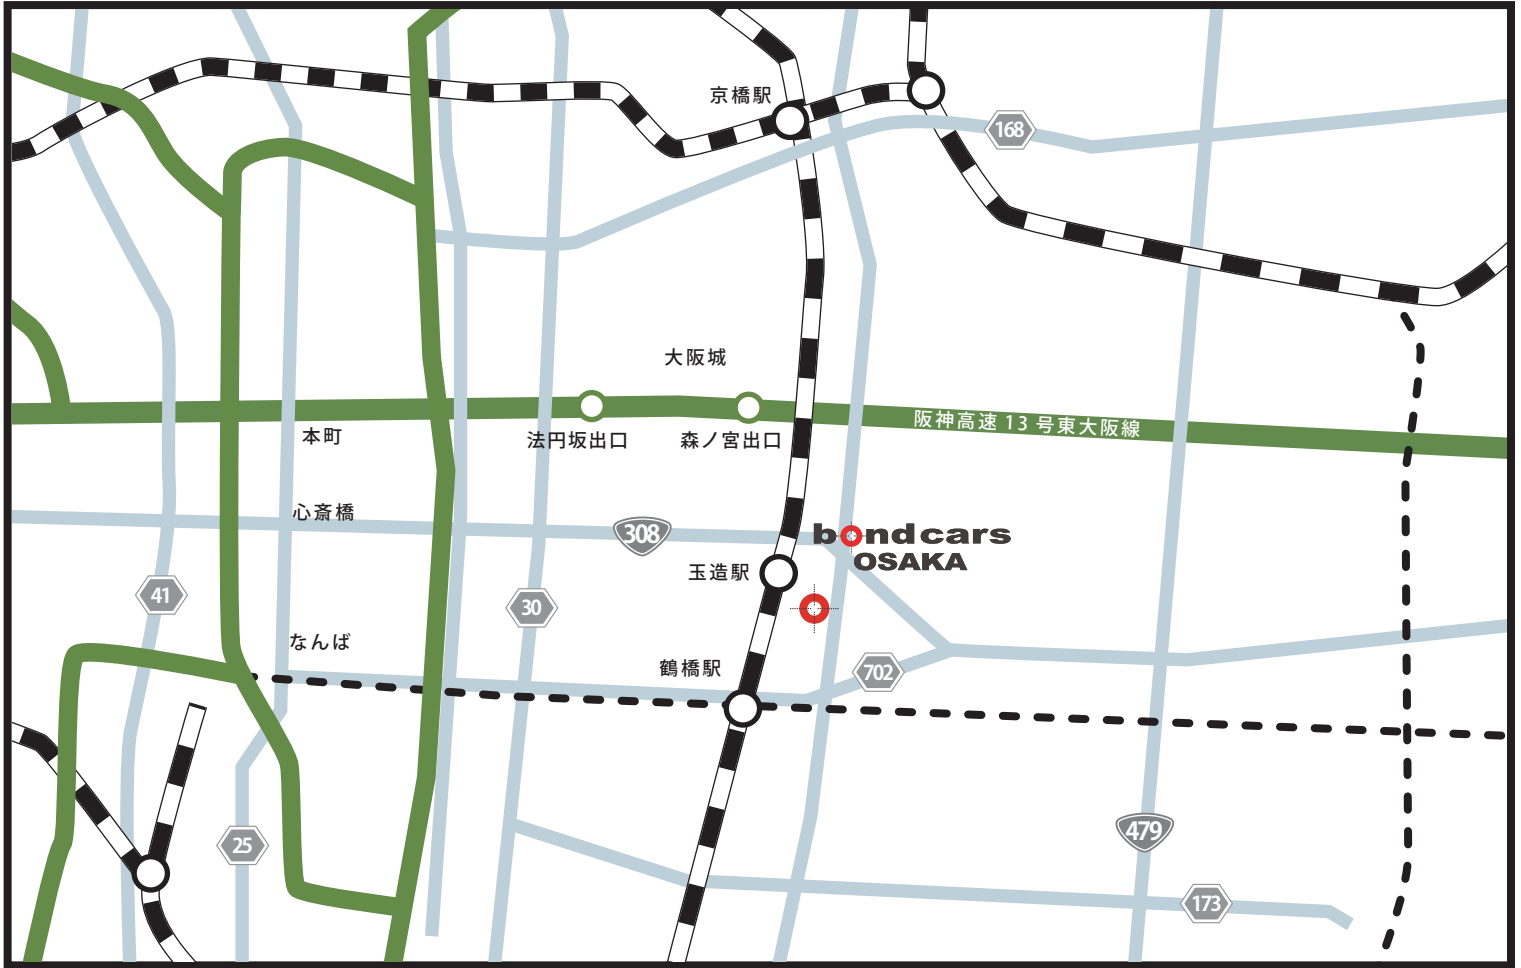 京橋駅
168
大阪城
阪神高速 13 号東大阪線
本町
法円坂出口
森ノ宮出口
心斎橋
308
bondcars
OSAKA
玉造駅
41
30
なんば
鶴橋駅
702
479
25
173